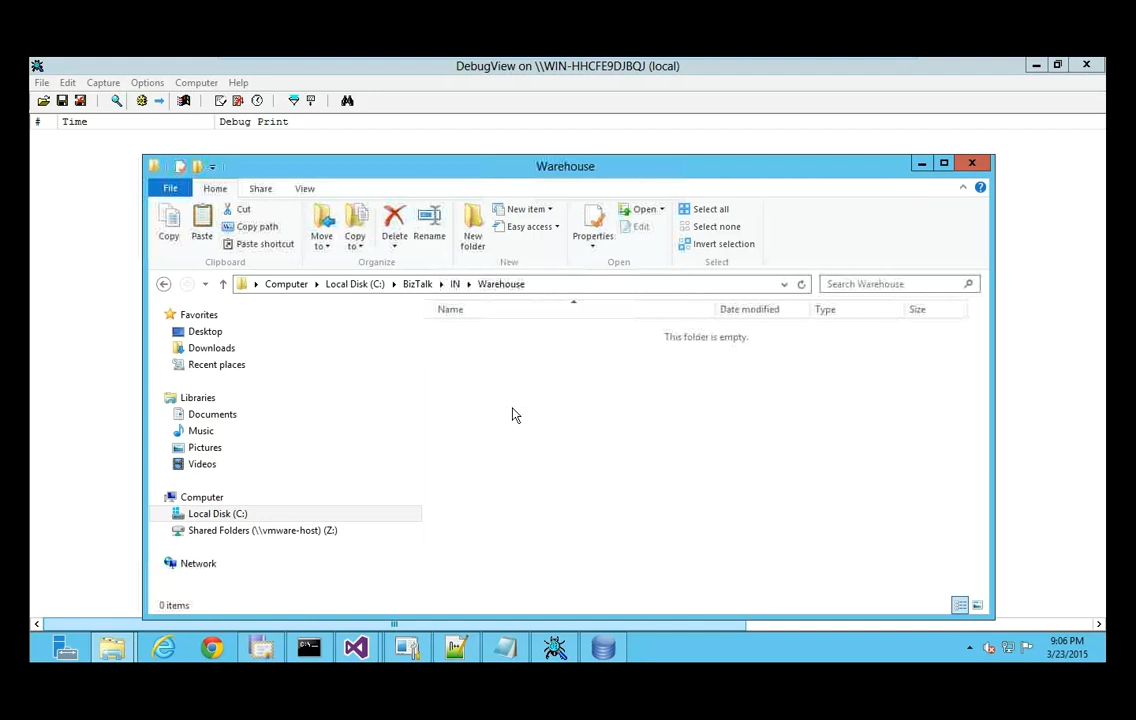 DebugView on \\WIN-HHCFE9DJBQJ (local)
File Edit Capture Options Computer Help
# Time Debug Print
Warehouse
File Home Share View
Copy Paste Cut Copy path Paste shortcut
Move to Copy to Delete Rename
New folder New item Easy access
Properties Open Edit
Select all Select none Invert selection
Clipboard Organize New Open Select
Computer Local Disk (C:) BizTalk IN Warehouse Search Warehouse
Name Date modified Type Size
This folder is empty.
Favorites
Desktop
Downloads
Recent places
Libraries
Documents
Music
Pictures
Videos
Computer
Local Disk (C:)
Shared Folders (\\vmware-host) (Z:)
Network
0 items
9:06 PM
3/23/2015